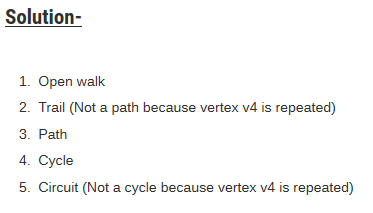 Solution-
1. Open walk
2. Trail (Not a path because vertex v4 is repeated)
3. Path
4. Cycle
5. Circuit (Not a cycle because vertex v4 is repeated)